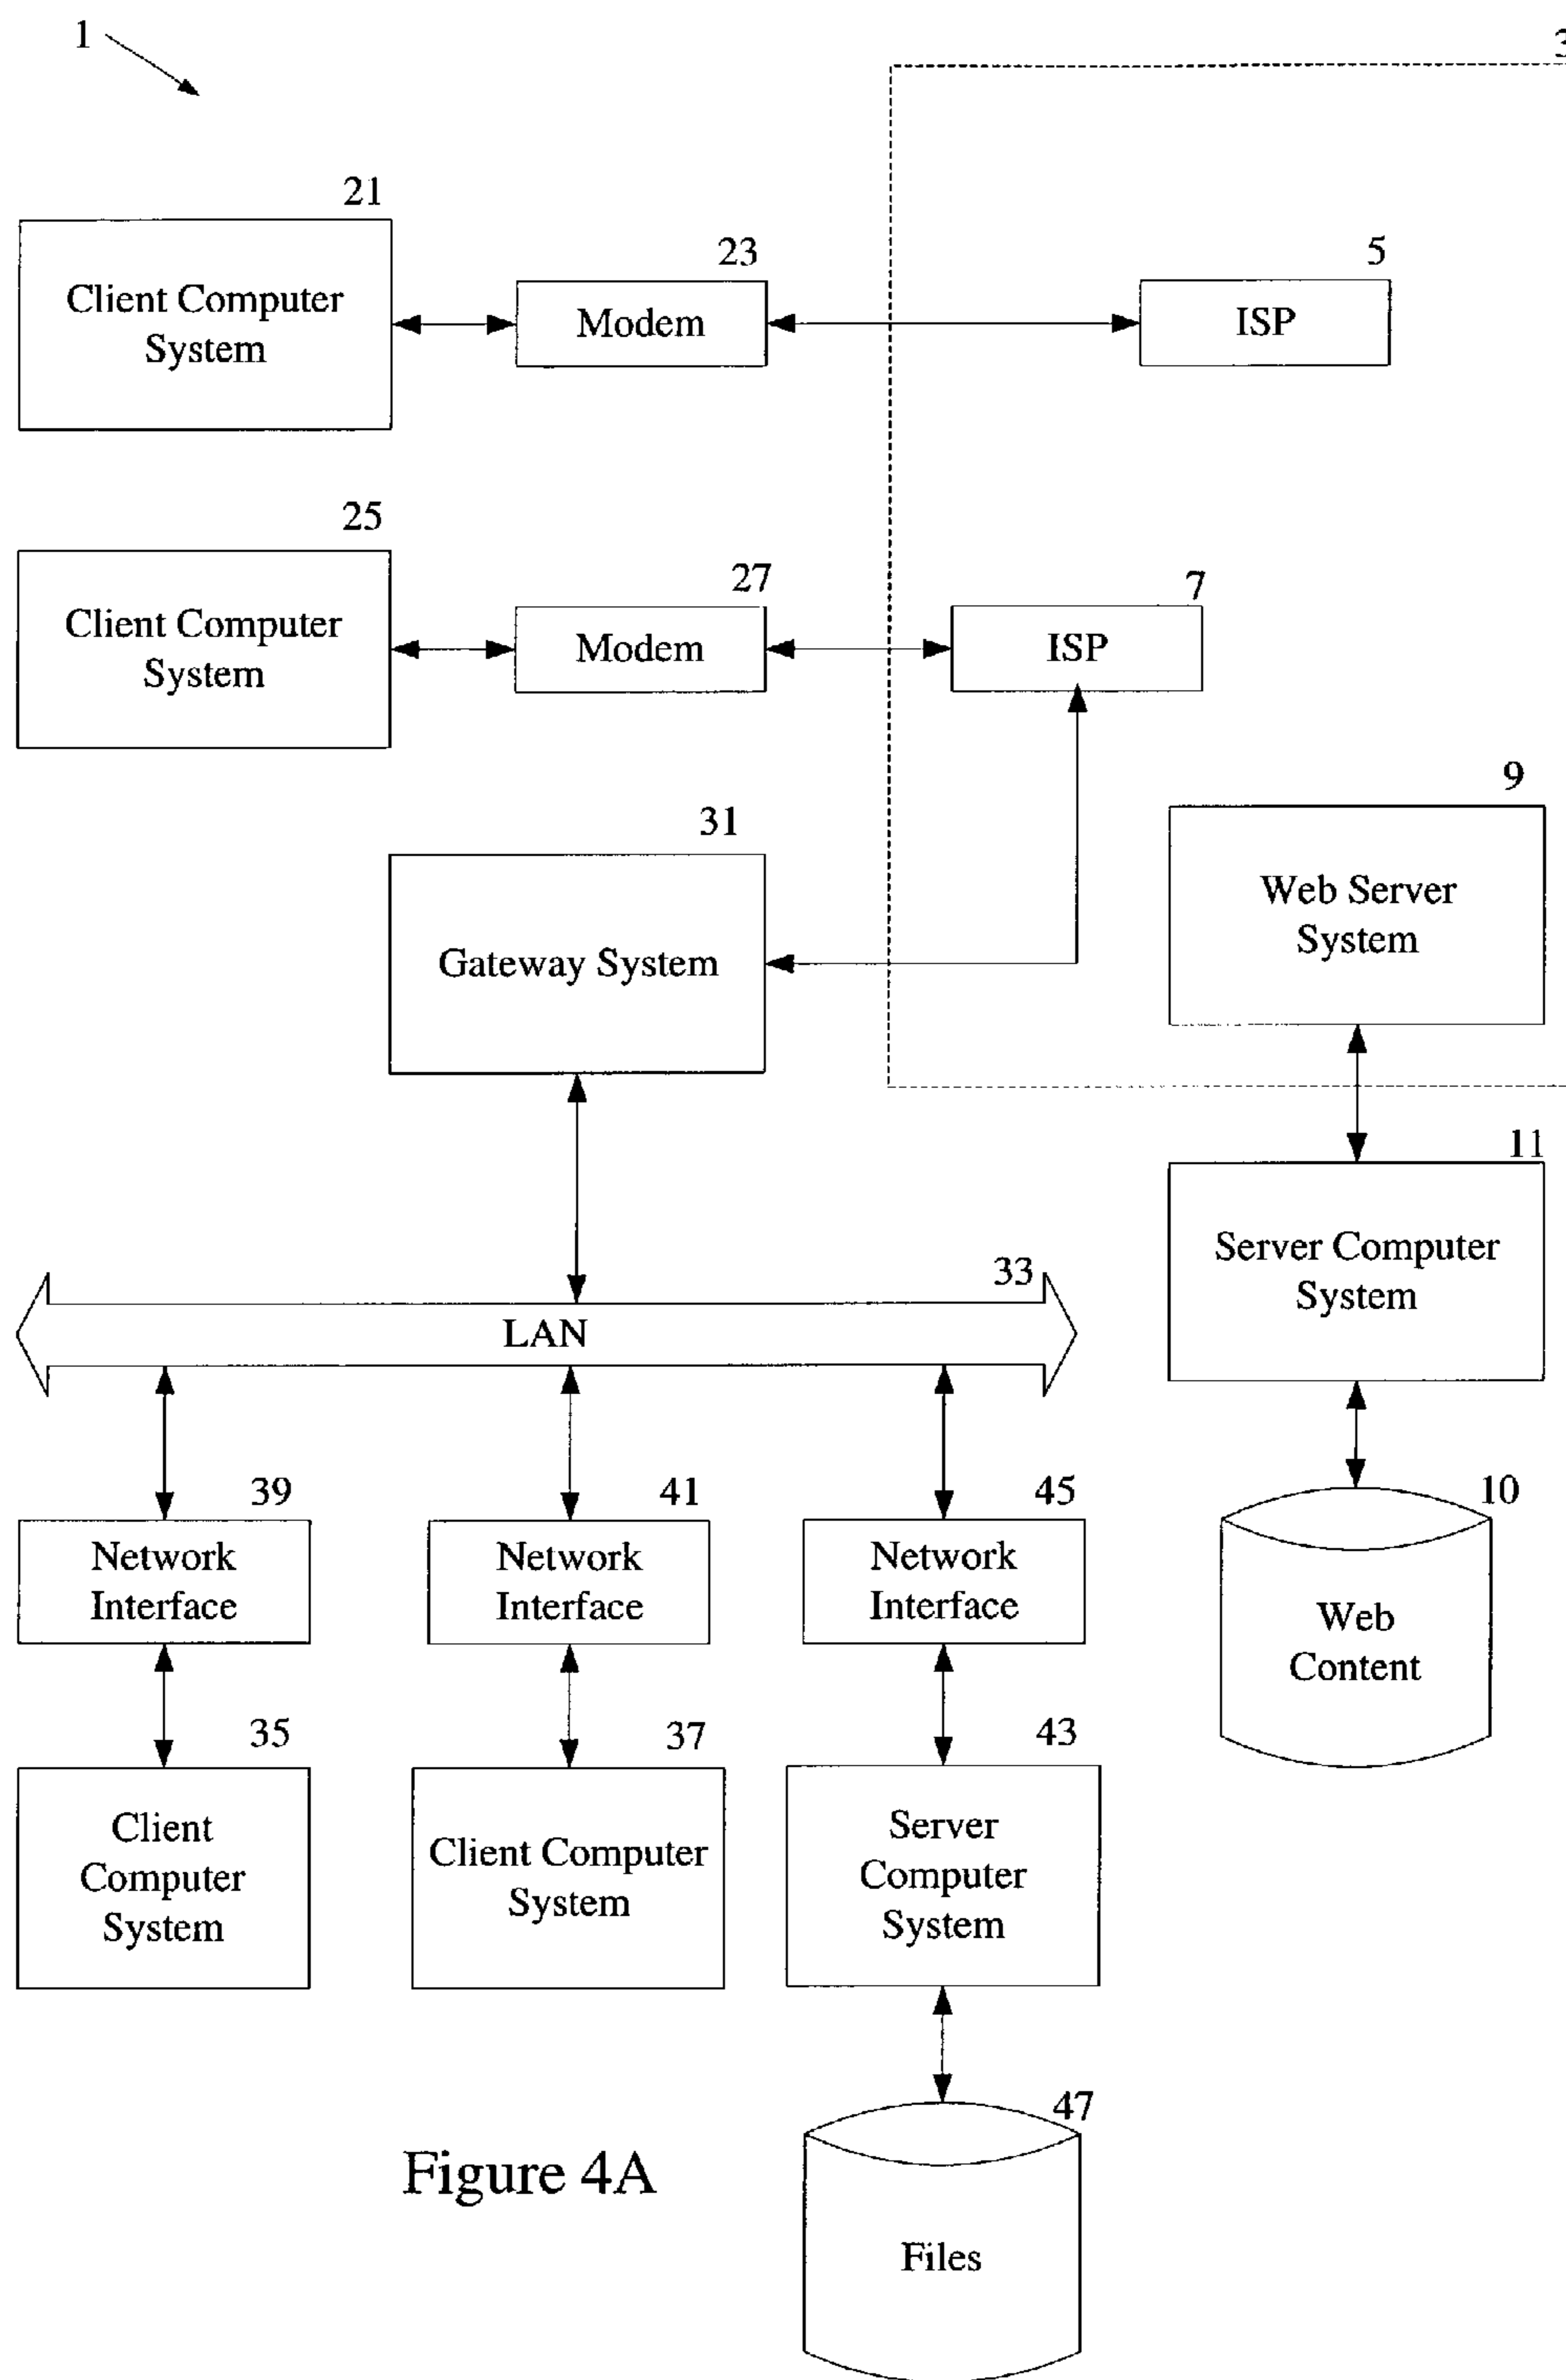 1
3
21
Client Computer
System
23
Modem
5
ISP
25
Client Computer
System
27
Modem
7
ISP
31
Gateway System
9
Web Server
System
11
Server Computer
System
33
LAN
39
Network
Interface
41
Network
Interface
45
Network
Interface
10
Web
Content
35
Client
Computer
System
37
Client Computer
System
43
Server
Computer
System
47
Files
Figure 4A